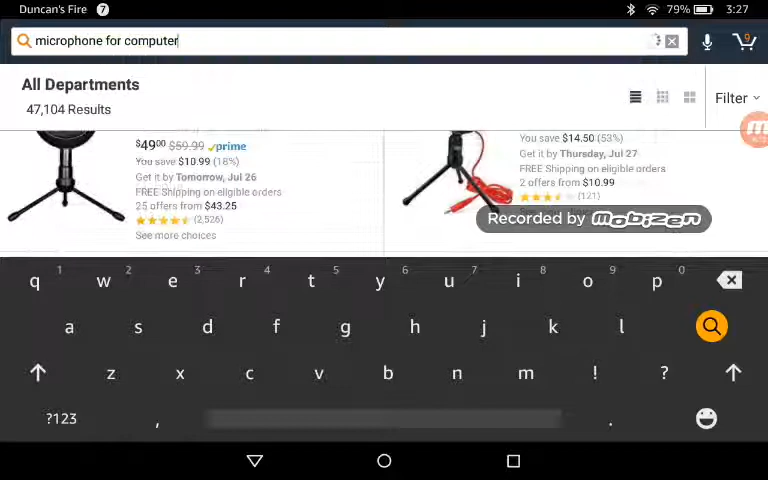 Duncan's Fire 7 79% 3:27
microphone for computer 9
All Departments
47,104 Results
Filter
$49.00 $59.99 prime
You save $10.99 (18%)
Get it by Tomorrow, Jul 26
FREE Shipping on eligible orders
25 offers from $43.25
(2,526)
See more choices
You save $14.50 (53%)
Get it by Thursday, Jul 27
FREE Shipping on eligible orders
2 offers from $10.99
(121)
Recorded by mobizen
1 2 3 4 5 6 7 8 9 0
q w e r t y u i o p
a s d f g h j k l
z x c v b n m ! ?
?123 , .